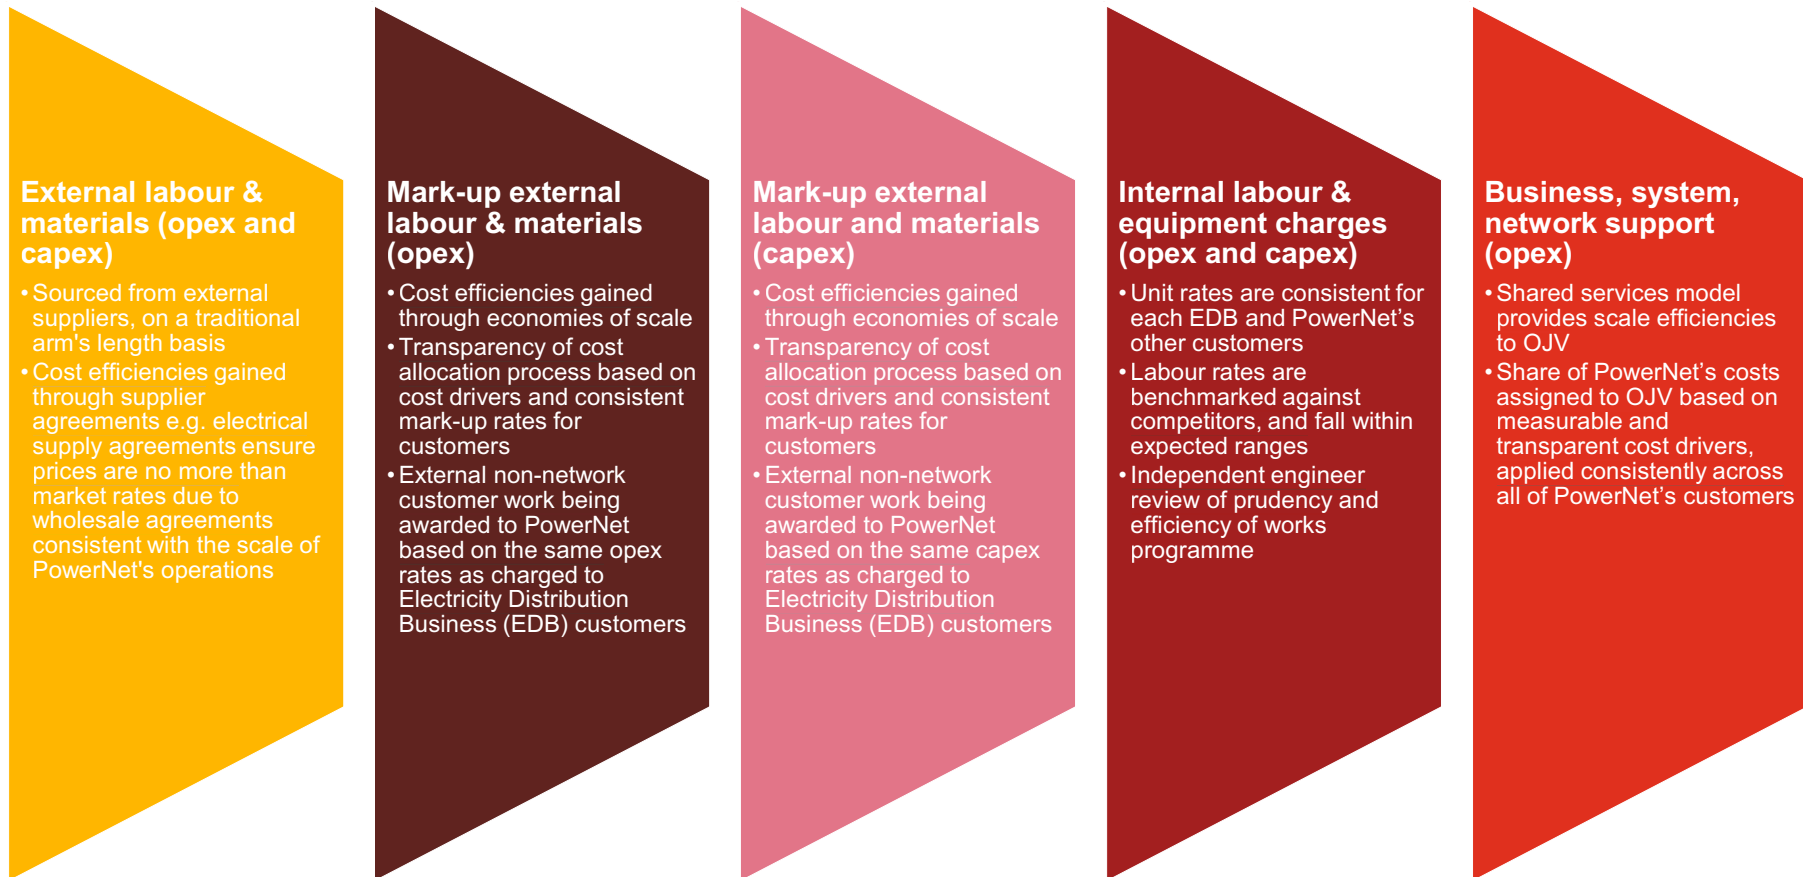 External labour &
materials (opex and
capex)
•Sourced from external
suppliers, on a traditional
arm's length basis
•Cost efficiencies gained
through supplier
agreements e.g. electrical
supply agreements ensure
prices are no more than
market rates due to
wholesale agreements
consistent with the scale of
PowerNet's operations
Mark-up external
labour & materials
(opex)
•Cost efficiencies gained
through economies of scale
•Transparency of cost
allocation process based on
cost drivers and consistent
mark-up rates for
customers
•External non-network
customer work being
awarded to PowerNet
based on the same opex
rates as charged to
Electricity Distribution
Business (EDB) customers
Mark-up external
labour and materials
(capex)
•Cost efficiencies gained
through economies of scale
•Transparency of cost
allocation process based on
cost drivers and consistent
mark-up rates for
customers
•External non-network
customer work being
awarded to PowerNet
based on the same capex
rates as charged to
Electricity Distribution
Business (EDB) customers
Internal labour &
equipment charges
(opex and capex)
•Unit rates are consistent for
each EDB and PowerNet’s
other customers
•Labour rates are
benchmarked against
competitors, and fall within
expected ranges
•Independent engineer
review of prudency and
efficiency of works
programme
Business, system,
network support
(opex)
•Shared services model
provides scale efficiencies
to OJV
•Share of PowerNet’s costs
assigned to OJV based on
measurable and
transparent cost drivers,
applied consistently across
all of PowerNet’s customers